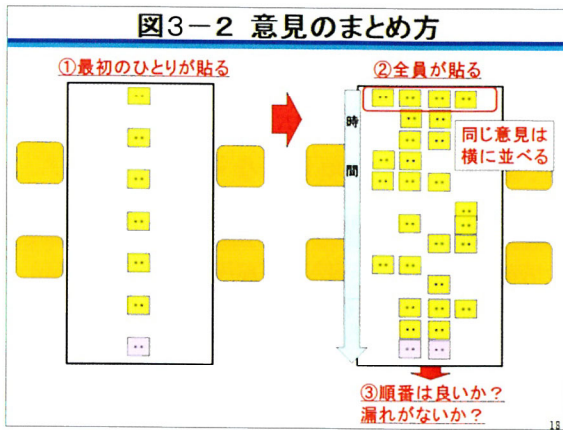 図3－2 意見のまとめ方
①最初のひとりが貼る
②全員が貼る
時
間
同じ意見は
横に並べる
③順番は良いか？
漏れがないか？
18